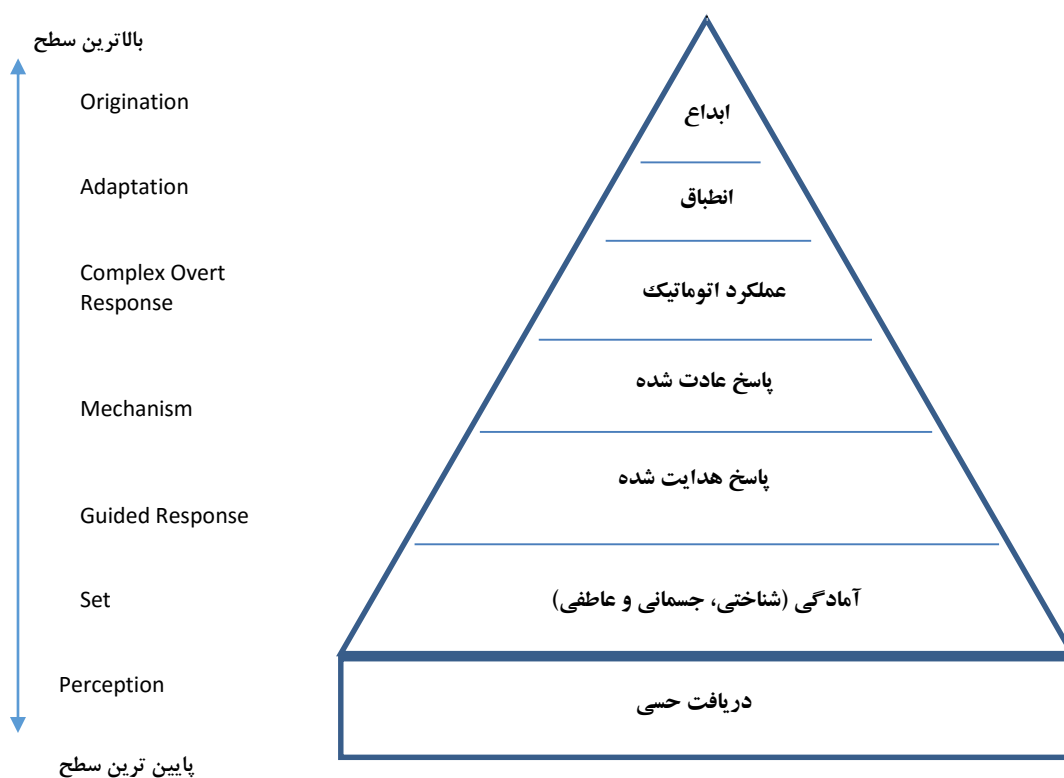 بالاترین سطح
Origination
ابداع
Adaptation
انطباق
Complex Overt
Response
عملکرد اتوماتیک
Mechanism
پاسخ عادت شده
Guided Response
پاسخ هدایت شده
Set
آمادگی (شناختی، جسمانی و عاطفی)
Perception
دریافت حسی
پایین ترین سطح